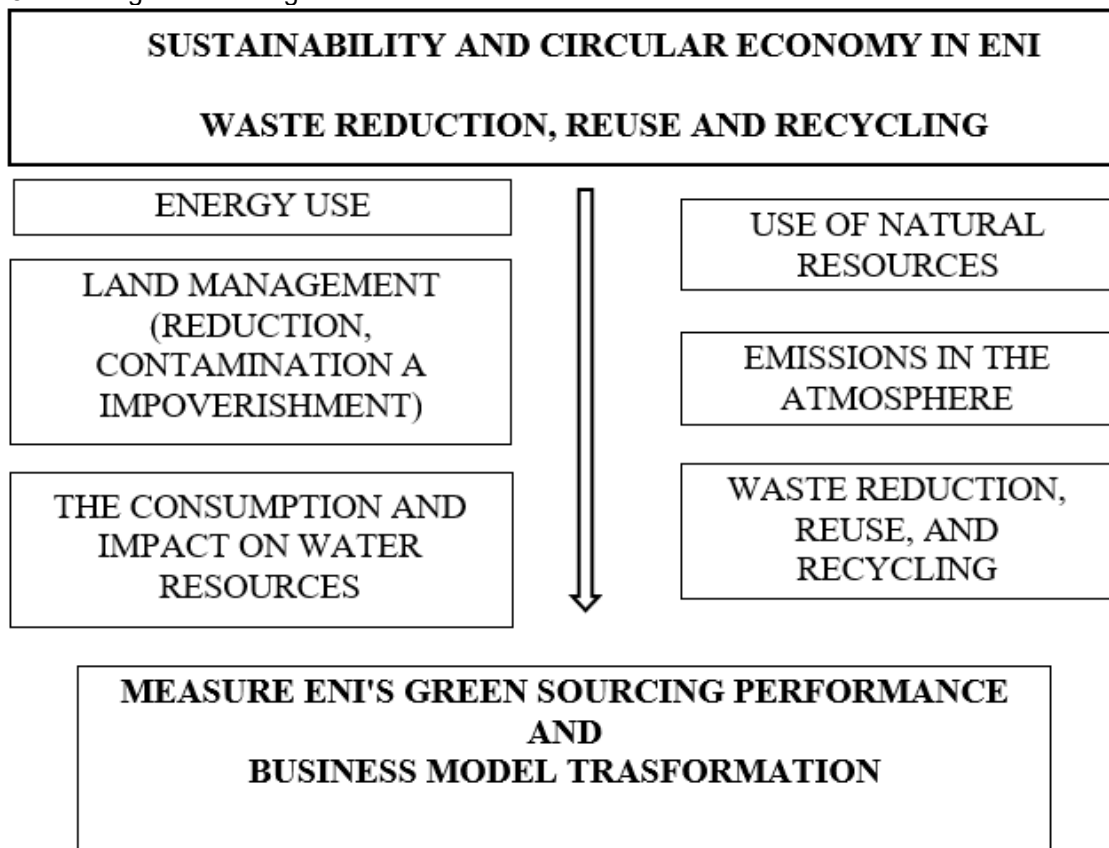 SUSTAINABILITY AND CIRCULAR ECONOMY IN ENI
WASTE REDUCTION, REUSE AND RECYCLING
ENERGY USE
LAND MANAGEMENT
(REDUCTION,
CONTAMINATION A
IMPOVERISHMENT)
THE CONSUMPTION AND
IMPACT ON WATER
RESOURCES
USE OF NATURAL
RESOURCES
EMISSIONS IN THE
ATMOSPHERE
WASTE REDUCTION,
REUSE, AND
RECYCLING
MEASURE ENI'S GREEN SOURCING PERFORMANCE
AND
BUSINESS MODEL TRASFORMATION